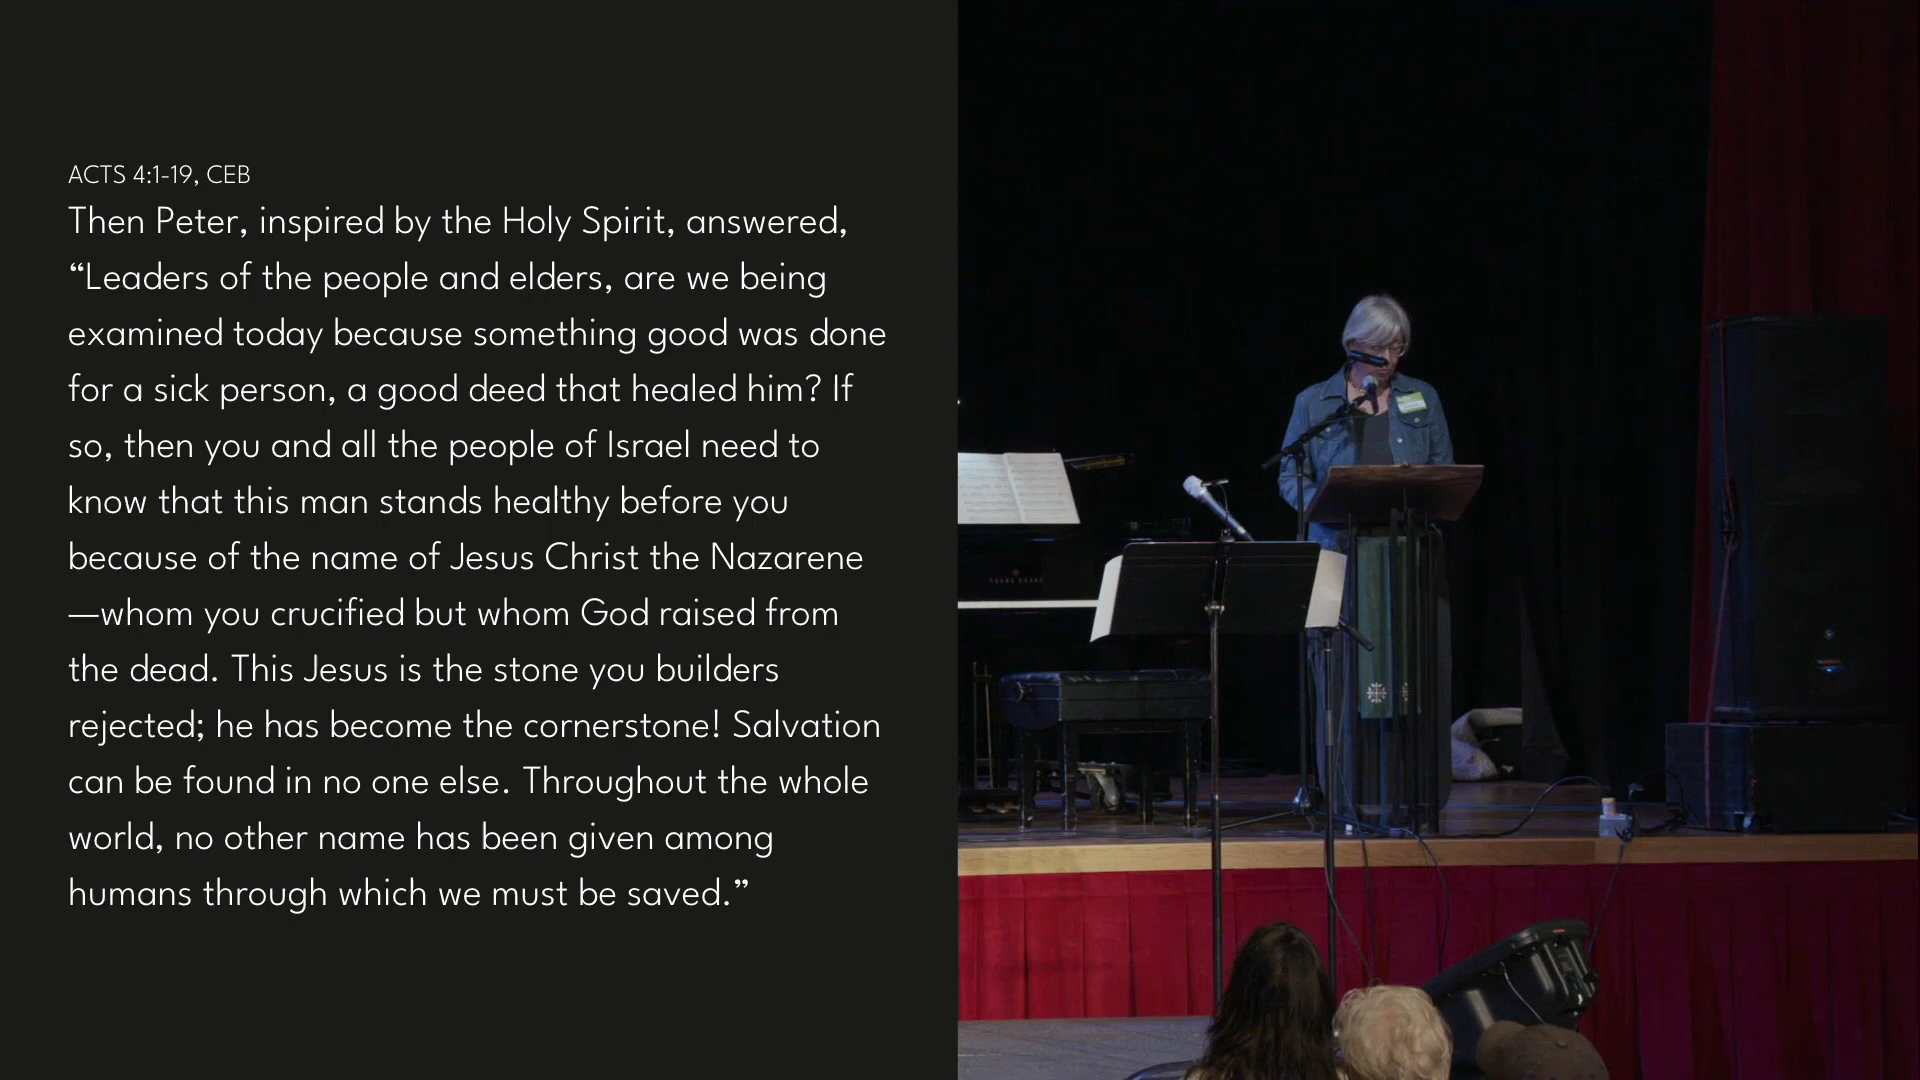 ACTS 4:1-19, CEB
Then Peter, inspired by the Holy Spirit, answered,
“Leaders of the people and elders, are we being
examined today because something good was done
for a sick person, a good deed that healed him? If
so, then you and all the people of Israel need to
know that this man stands healthy before you
because of the name of Jesus Christ the Nazarene
—whom you crucified but whom God raised from
the dead. This Jesus is the stone you builders
rejected; he has become the cornerstone! Salvation
can be found in no one else. Throughout the whole
world, no other name has been given among
humans through which we must be saved.”